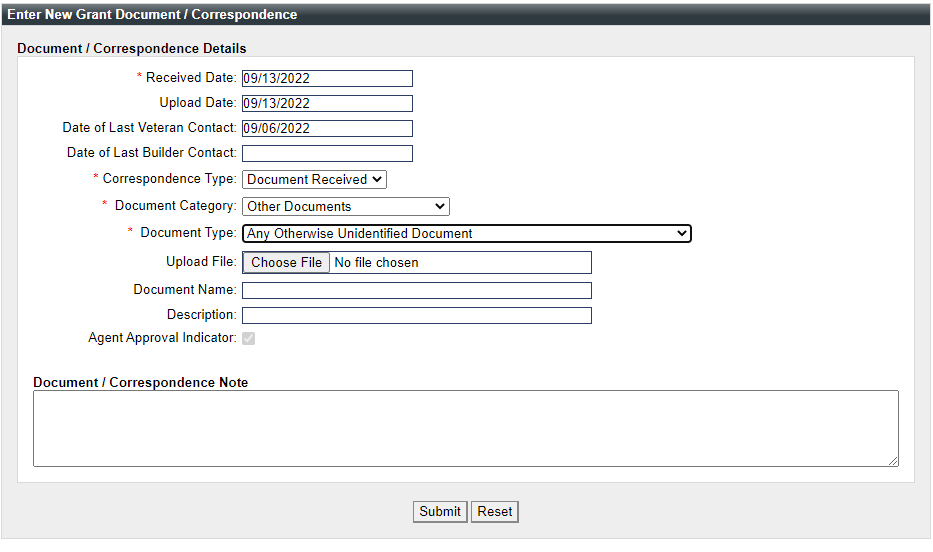 Enter New Grant Document / Correspondence
Document / Correspondence Details
* Received Date: 09/13/2022
Upload Date: 09/13/2022
Date of Last Veteran Contact: 09/06/2022
Date of Last Builder Contact:
* Correspondence Type: Document Received
* Document Category: Other Documents
* Document Type: Any Otherwise Unidentified Document
Upload File: Choose File No file chosen
Document Name:
Description:
Agent Approval Indicator:
Document / Correspondence Note
Submit Reset